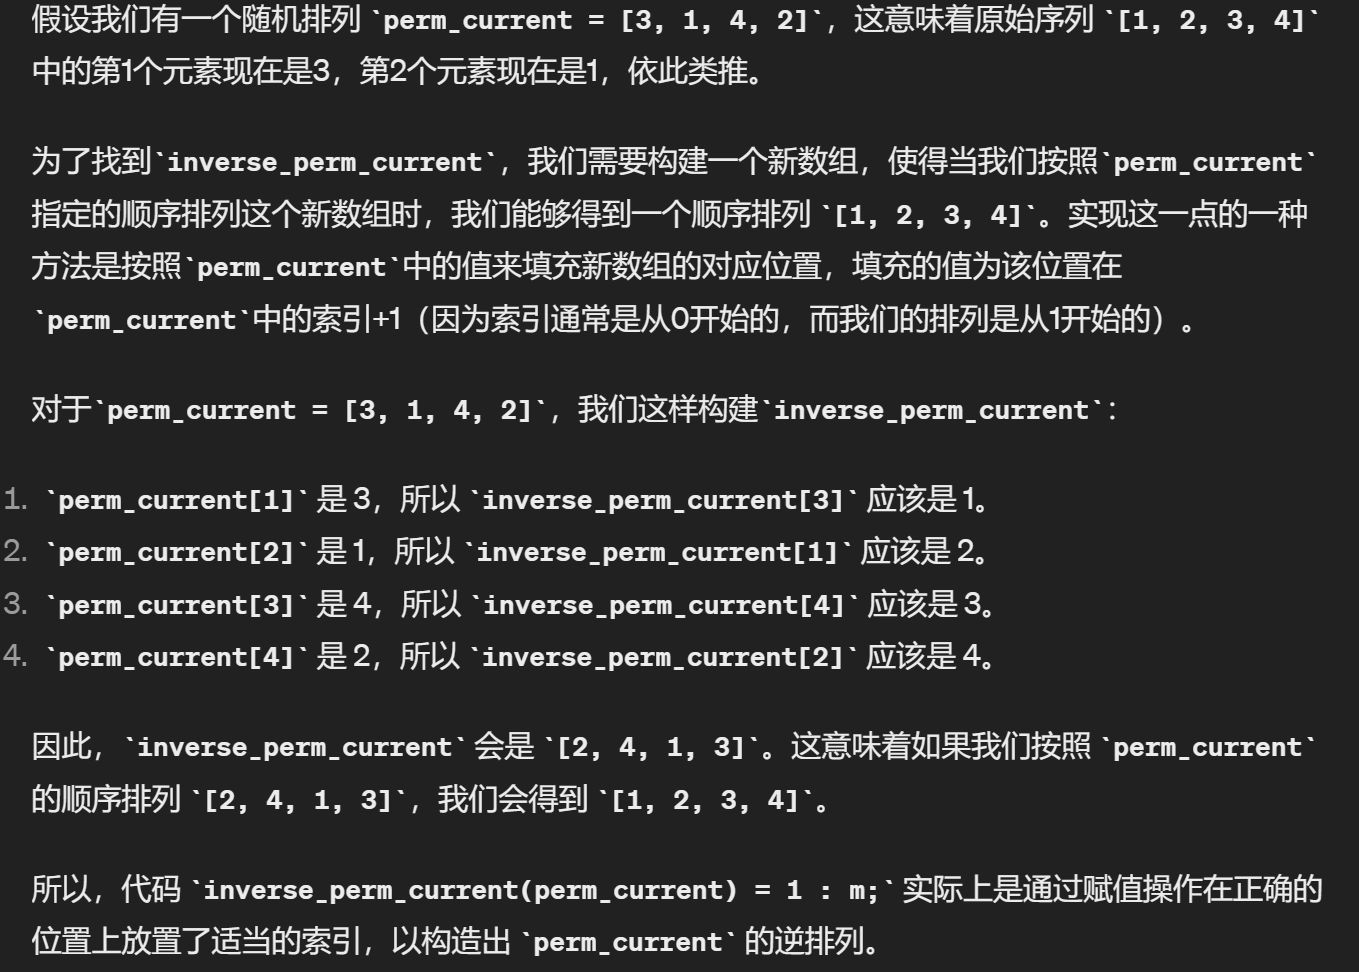 假设我们有一个随机排列 `perm_current = [3, 1, 4, 2]`，这意味着原始序列 `[1, 2, 3, 4]`
中的第1个元素现在是3，第2个元素现在是1，依此类推。
为了找到`inverse_perm_current`，我们需要构建一个新数组，使得当我们按照`perm_current`
指定的顺序排列这个新数组时，我们能够得到一个顺序排列 `[1, 2, 3, 4]`。实现这一点的一种
方法是按照`perm_current`中的值来填充新数组的对应位置，填充的值为该位置在
`perm_current`中的索引+1（因为索引通常是从0开始的，而我们的排列是从1开始的）。
对于`perm_current = [3, 1, 4, 2]`，我们这样构建`inverse_perm_current`：
1. `perm_current[1]` 是 3，所以 `inverse_perm_current[3]` 应该是 1。
2. `perm_current[2]` 是 1，所以 `inverse_perm_current[1]` 应该是 2。
3. `perm_current[3]` 是 4，所以 `inverse_perm_current[4]` 应该是 3。
4. `perm_current[4]` 是 2，所以 `inverse_perm_current[2]` 应该是 4。
因此，`inverse_perm_current` 会是 `[2, 4, 1, 3]`。这意味着如果我们按照 `perm_current`
的顺序排列 `[2, 4, 1, 3]`，我们会得到 `[1, 2, 3, 4]`。
所以，代码 `inverse_perm_current(perm_current) = 1 : m;` 实际上是通过赋值操作在正确的
位置上放置了适当的索引，以构造出 `perm_current` 的逆排列。